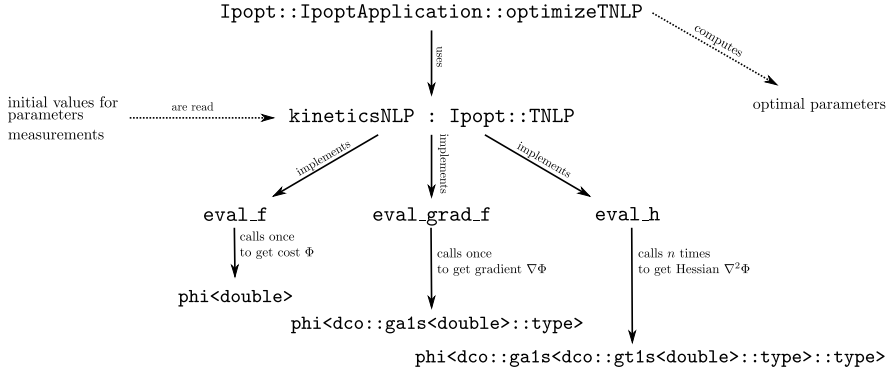 Ipopt::IpoptApplication::optimizeTNLP
computes
uses
initial values for
parameters
measurements
are read
kineticsNLP : Ipopt::TNLP
optimal parameters
implements
implements
implements
eval_f
eval_grad_f
eval_h
calls once
to get cost Φ
calls once
to get gradient ∇Φ
calls n times
to get Hessian ∇²Φ
phi<double>
phi<dco::ga1s<double>::type>
phi<dco::ga1s<dco::gt1s<double>::type>::type>